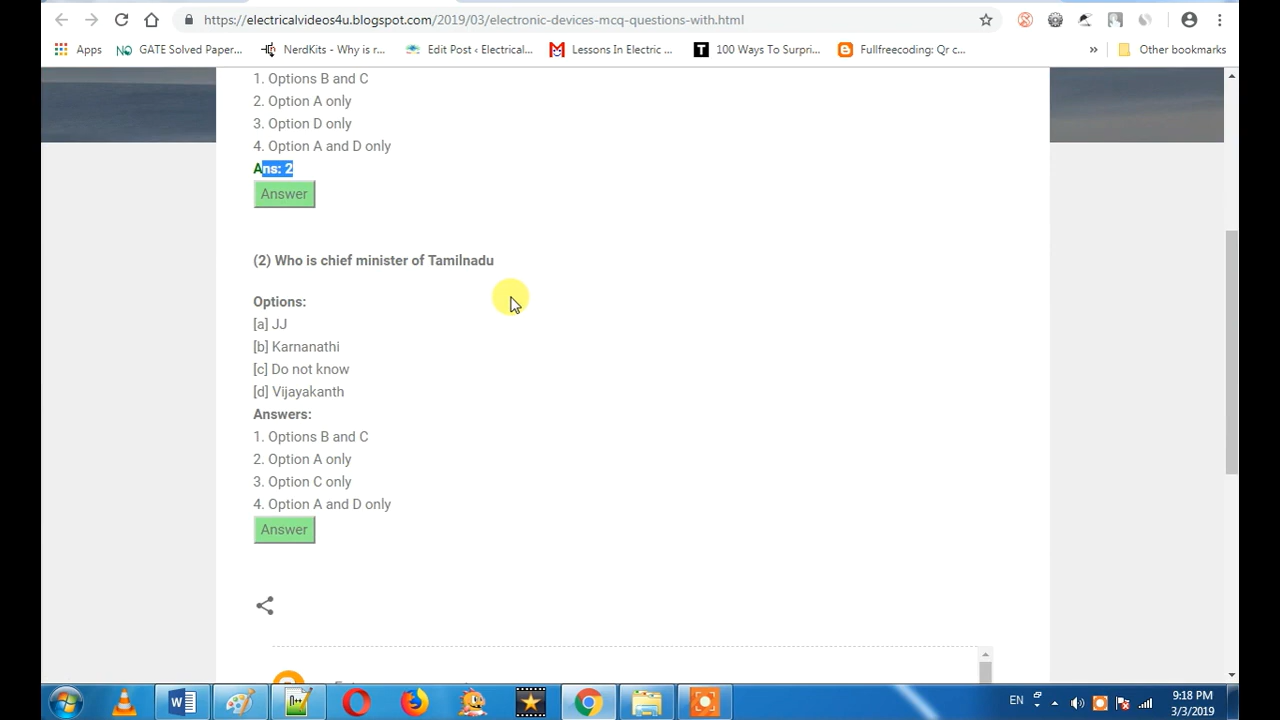 https://electricalvideos4u.blogspot.com/2019/03/electronic-devices-mcq-questions-with.html
Apps GATE Solved Paper... NerdKits - Why is r... Edit Post ‹ Electrical... Lessons In Electric ... 100 Ways To Surpri... Fullfreecoding: Qr c... » Other bookmarks
1. Options B and C
2. Option A only
3. Option D only
4. Option A and D only
Ans: 2
Answer
(2) Who is chief minister of Tamilnadu
Options:
[a] JJ
[b] Karnanathi
[c] Do not know
[d] Vijayakanth
Answers:
1. Options B and C
2. Option A only
3. Option C only
4. Option A and D only
Answer
EN 9:18 PM
3/3/2019